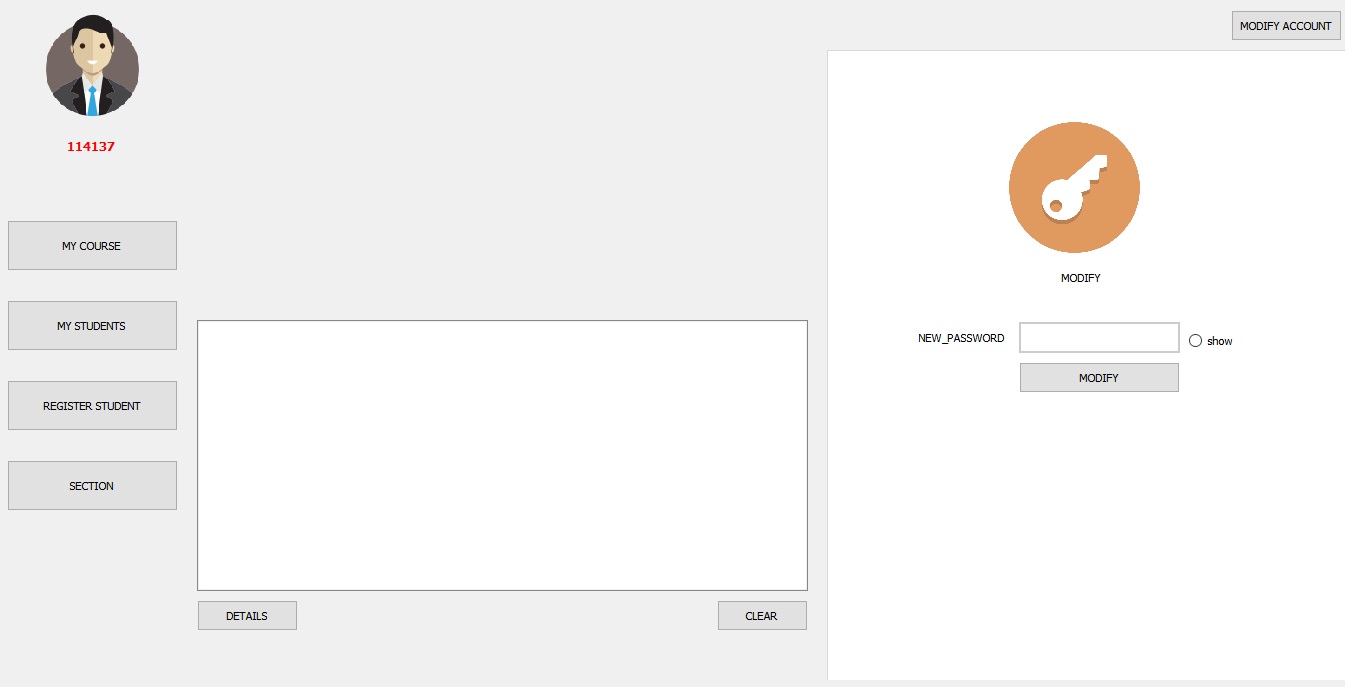 MODIFY ACCOUNT
114137
MY COURSE
MY STUDENTS
REGISTER STUDENT
SECTION
DETAILS
CLEAR
MODIFY
NEW_PASSWORD
show
MODIFY